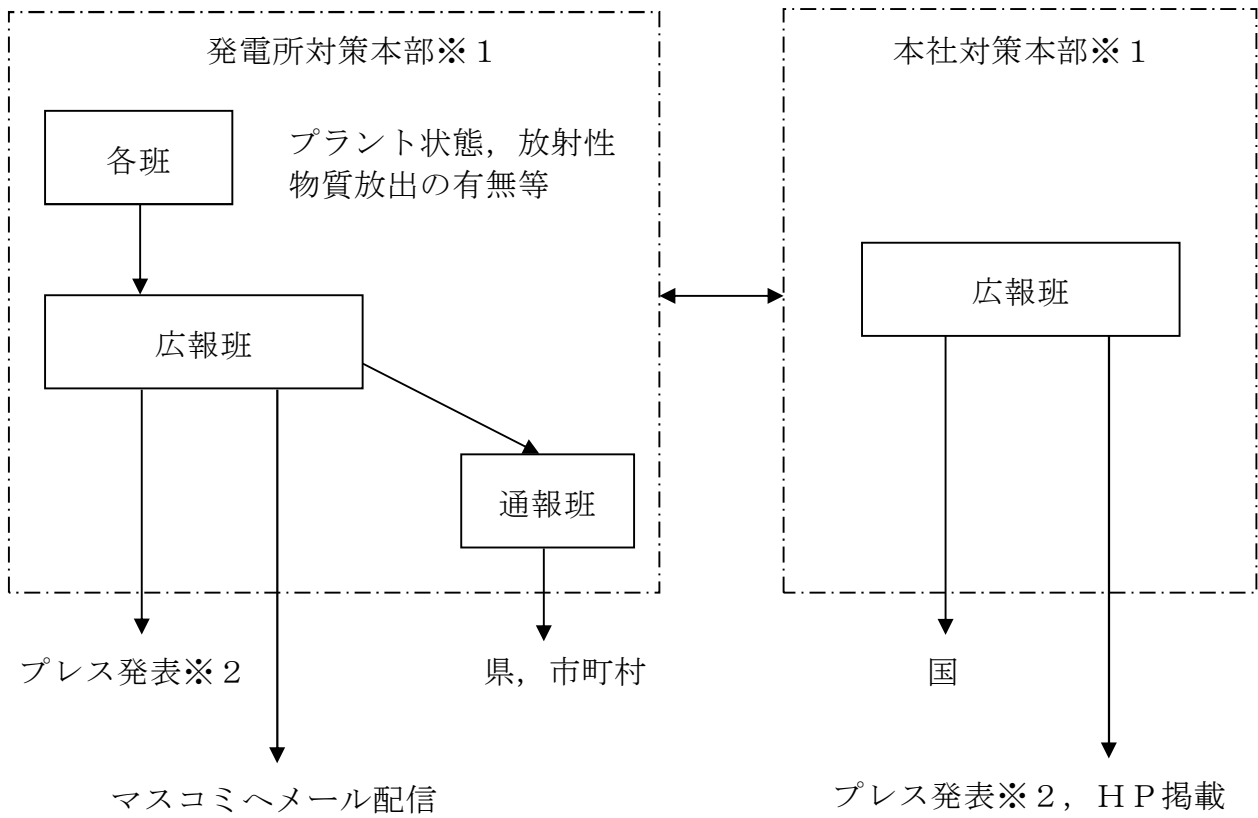 発電所対策本部※１
本社対策本部※１
各班
プラント状態，放射性
物質放出の有無等
広報班
広報班
通報班
プレス発表※２
県，市町村
国
マスコミへメール配信
プレス発表※２，ＨＰ掲載